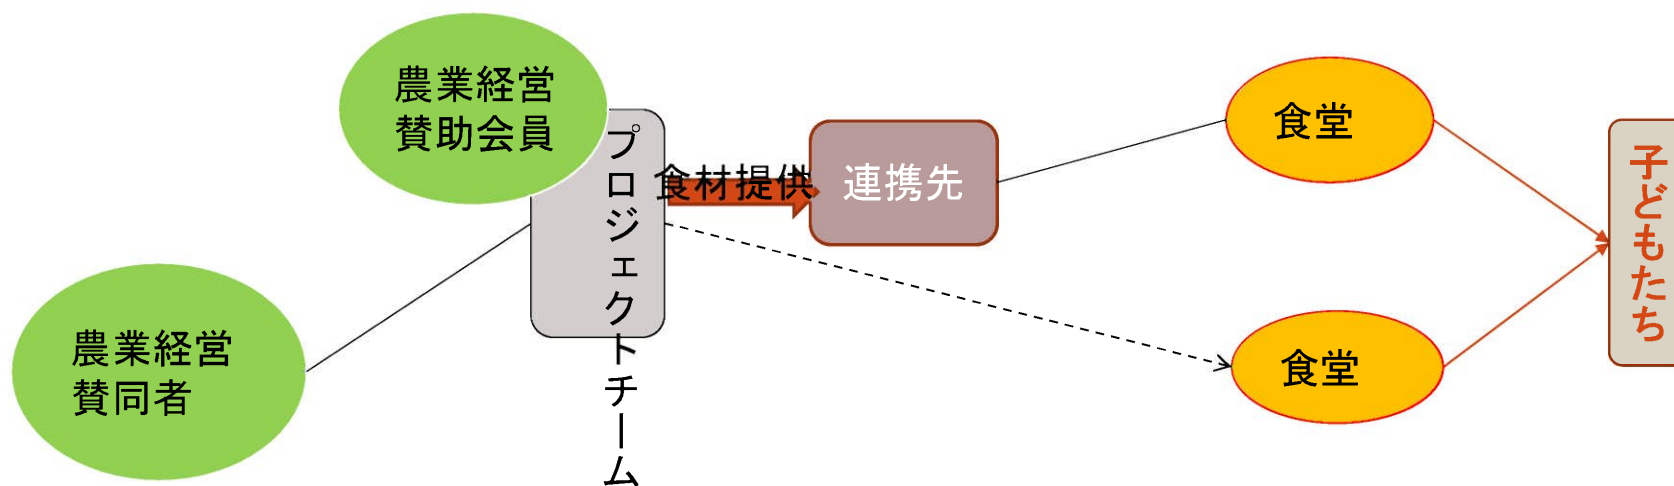 農業経営
賛助会員
農業経営
賛同者
プロジェクトチーム
食材提供
連携先
食堂
食堂
子どもたち